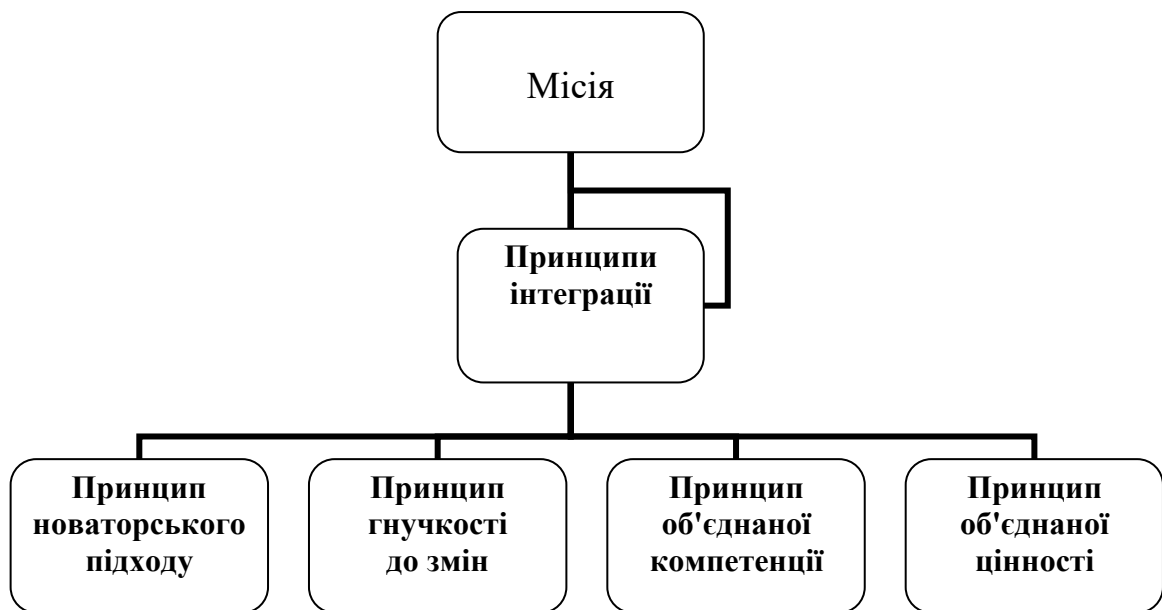 Місія
Принципи
інтеграції
Принцип
новаторського
підходу
Принцип
гнучкості
до змін
Принцип
об'єднаної
компетенції
Принцип
об'єднаної
цінності